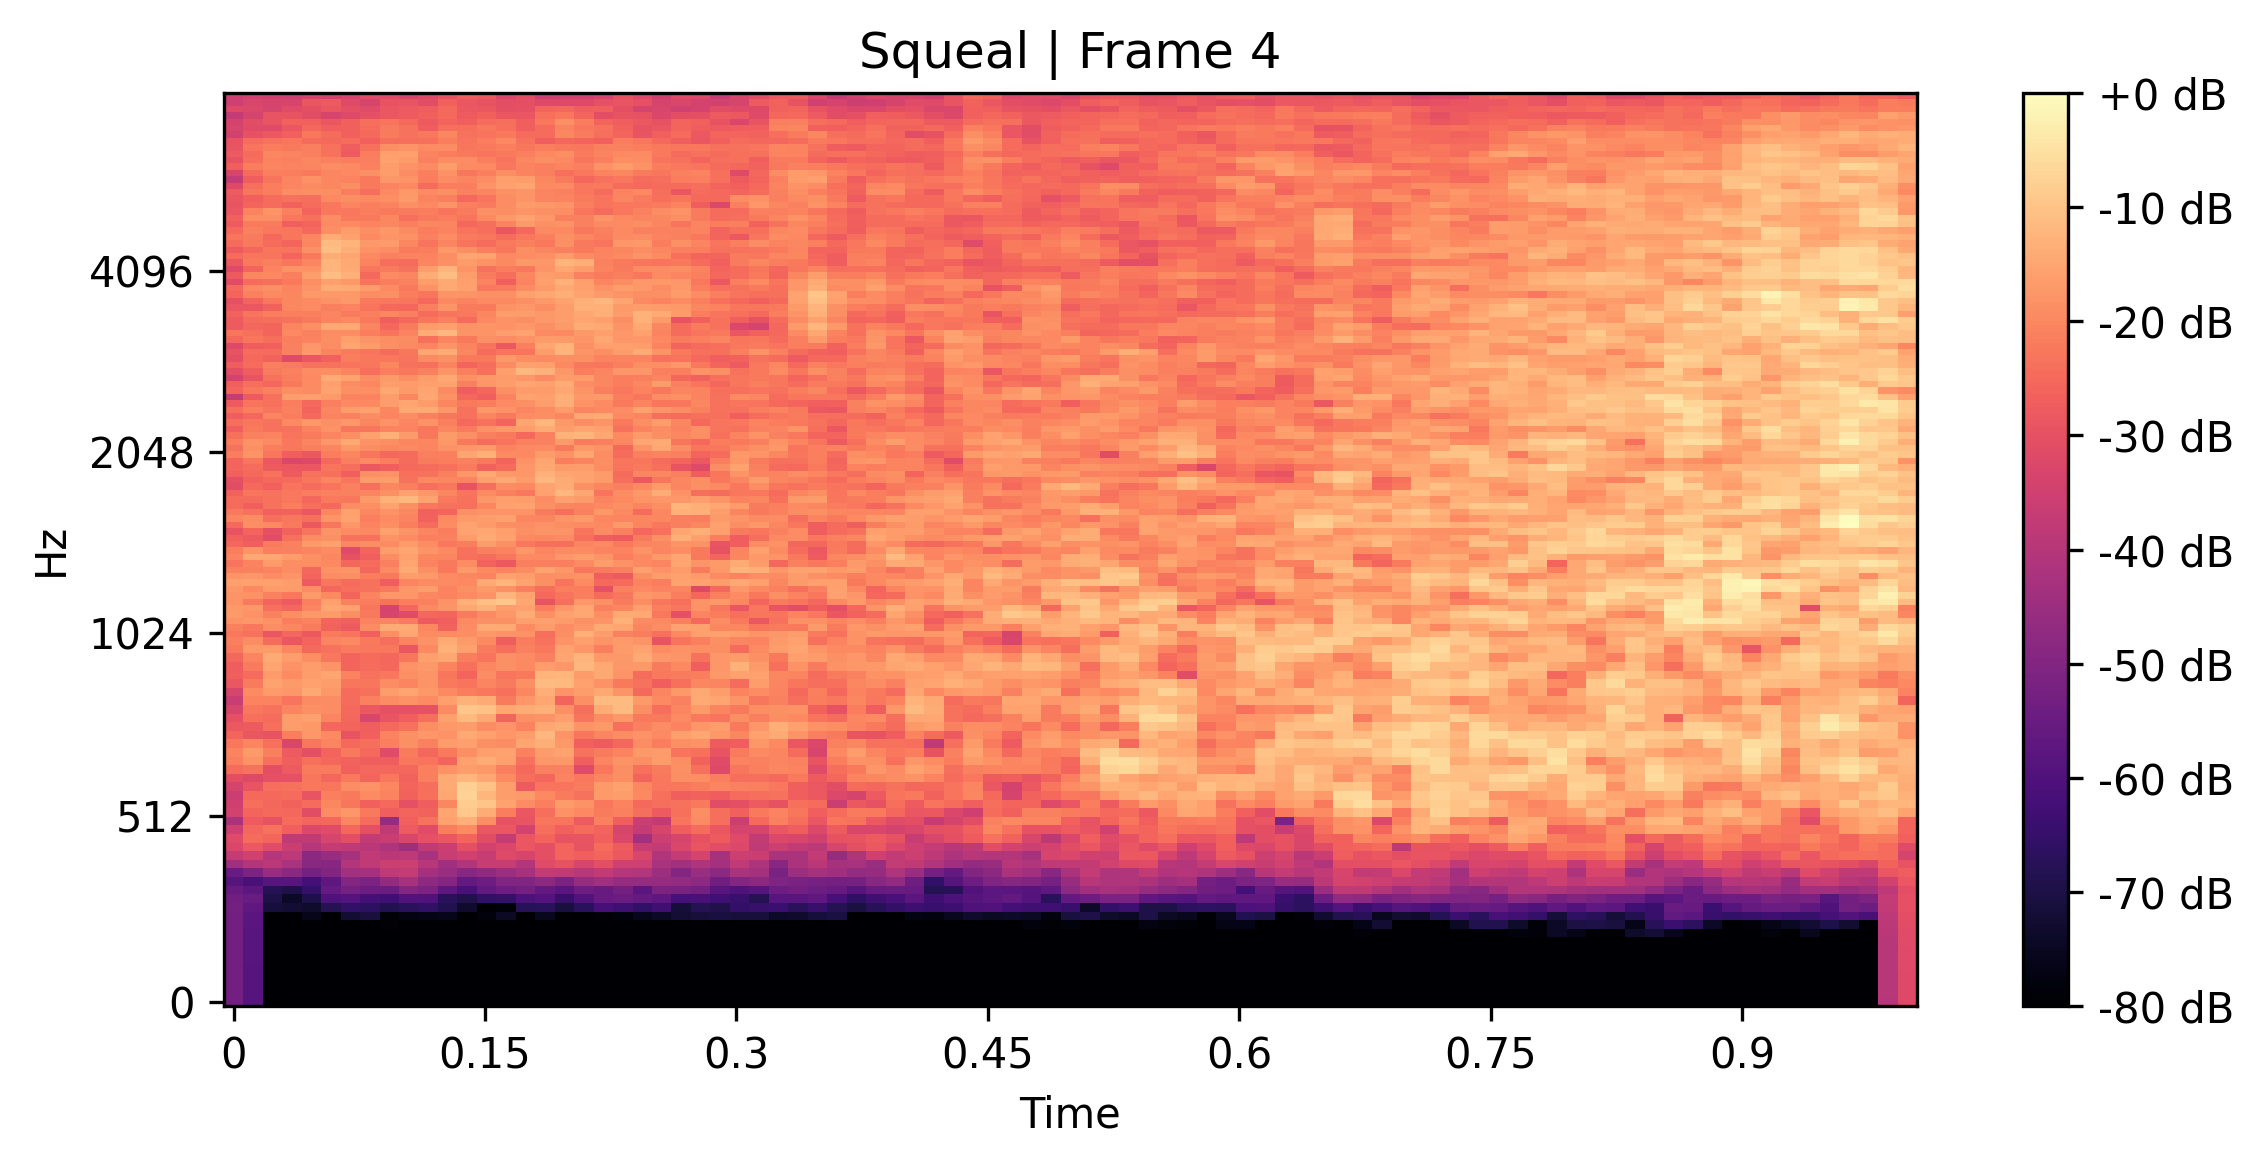 Squeal | Frame 4
Hz
4096
2048
1024
512
0
0 0.15 0.3 0.45 0.6 0.75 0.9
Time
+0 dB
-10 dB
-20 dB
-30 dB
-40 dB
-50 dB
-60 dB
-70 dB
-80 dB